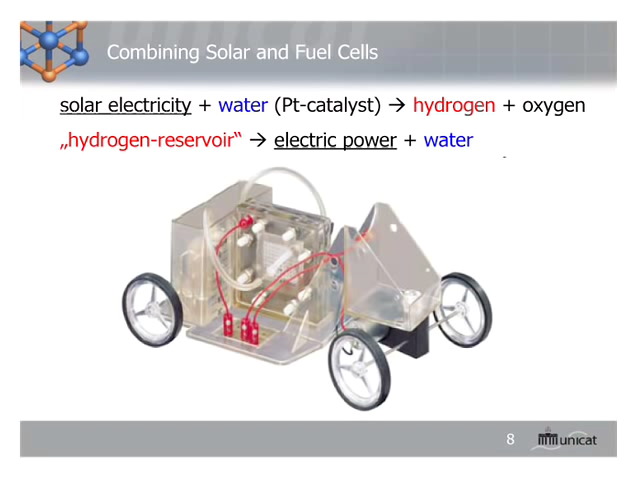 Combining Solar and Fuel Cells
solar electricity + water (Pt-catalyst) → hydrogen + oxygen
„hydrogen-reservoir“ → electric power + water
8
unicat